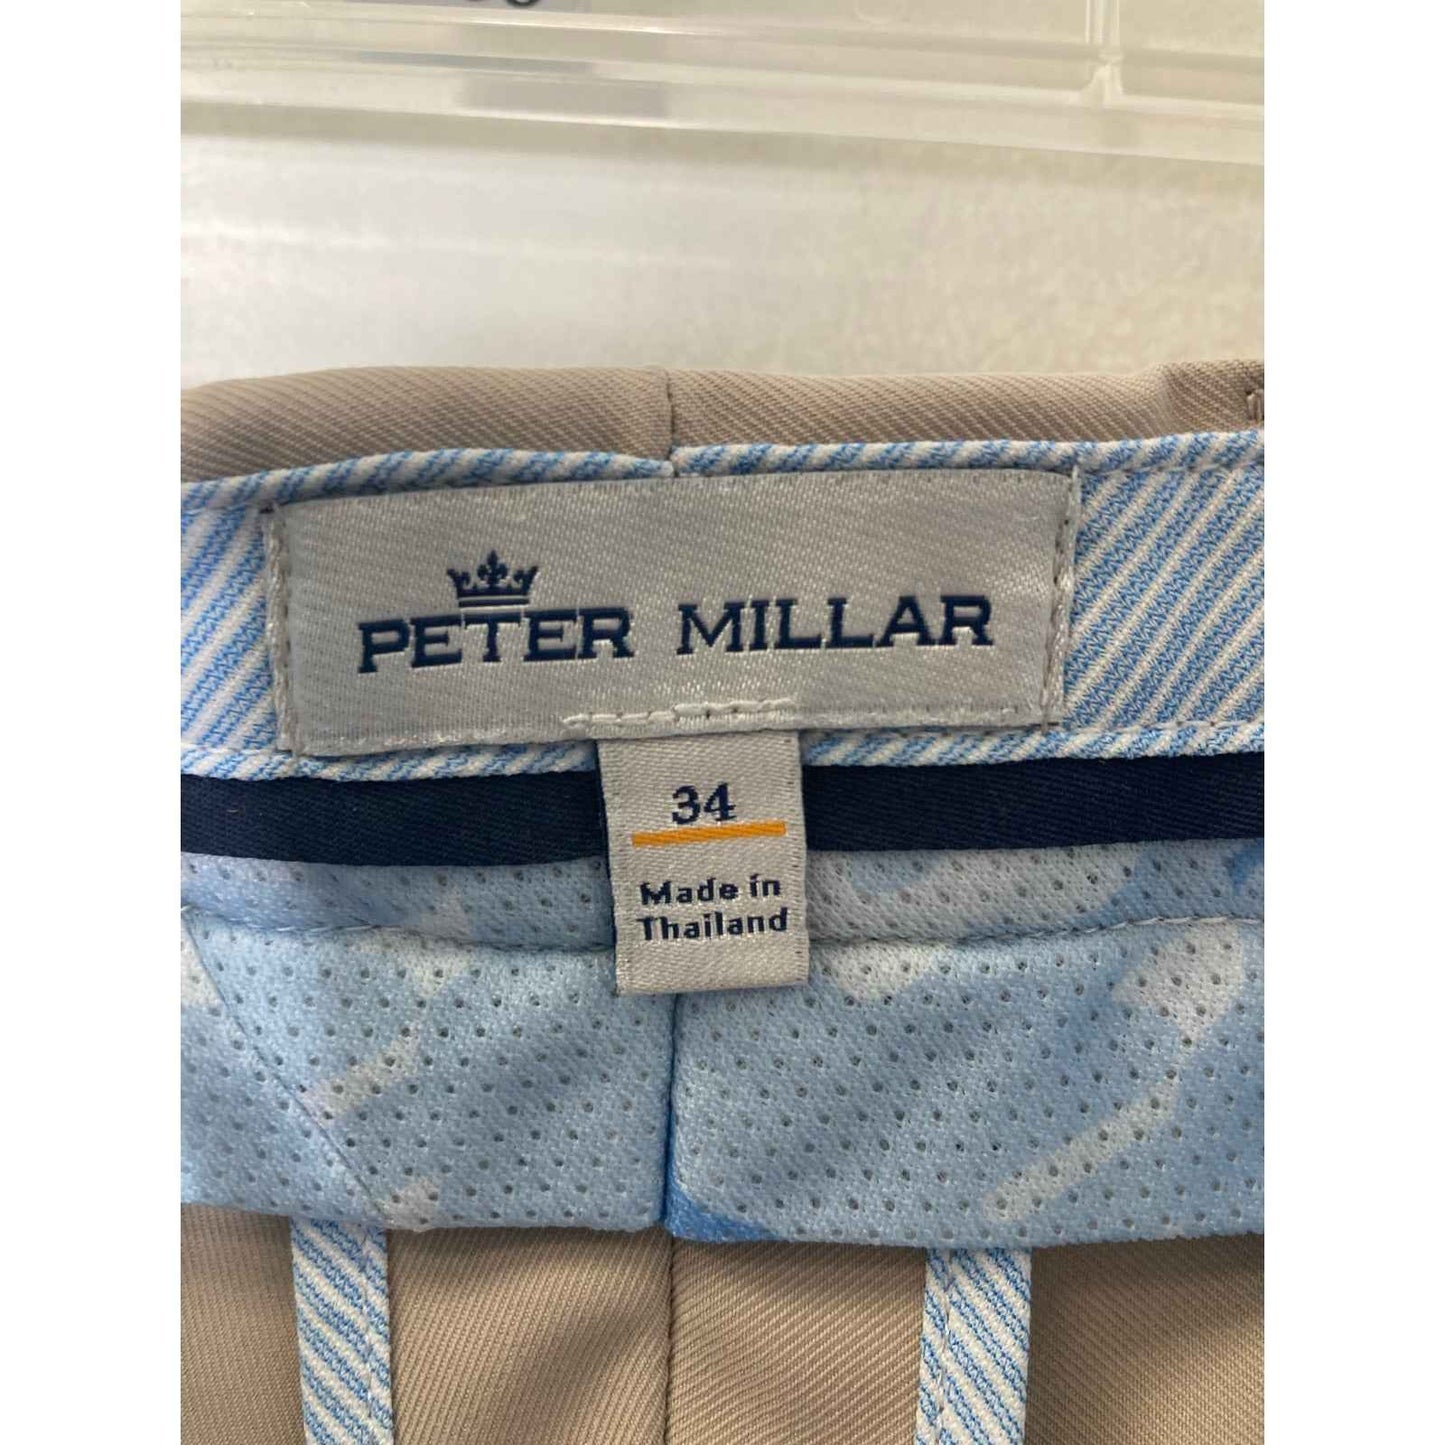 PETER MILLAR
34
Made in
Thailand